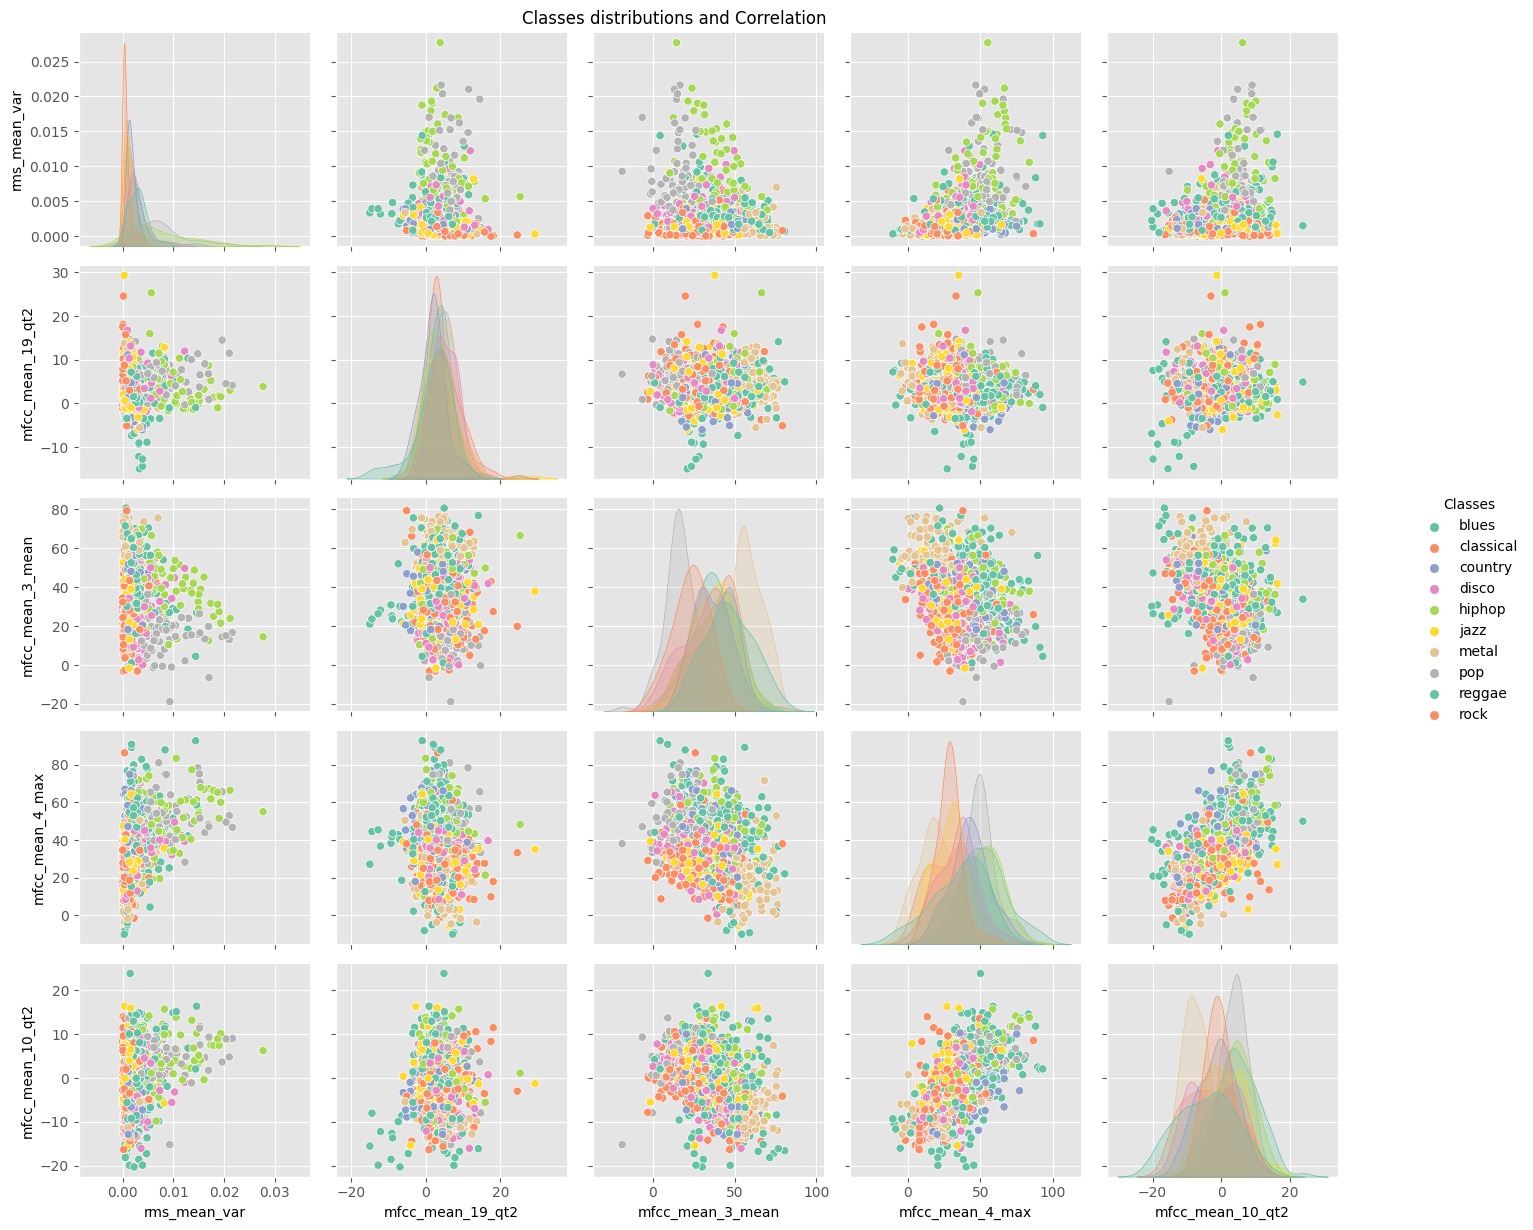 Classes distributions and Correlation
rms_mean_var
0.025
0.020
0.015
0.010
0.005
0.000
mfcc_mean_19_qt2
30
20
10
0
−10
mfcc_mean_3_mean
80
60
40
20
0
−20
Classes
blues
classical
country
disco
hiphop
jazz
metal
pop
reggae
rock
mfcc_mean_4_max
80
60
40
20
0
mfcc_mean_10_qt2
20
10
0
−10
−20
0.00 0.01 0.02 0.03
−20 0 20
0 50 100
0 50 100
−20 0 20
rms_mean_var
mfcc_mean_19_qt2
mfcc_mean_3_mean
mfcc_mean_4_max
mfcc_mean_10_qt2